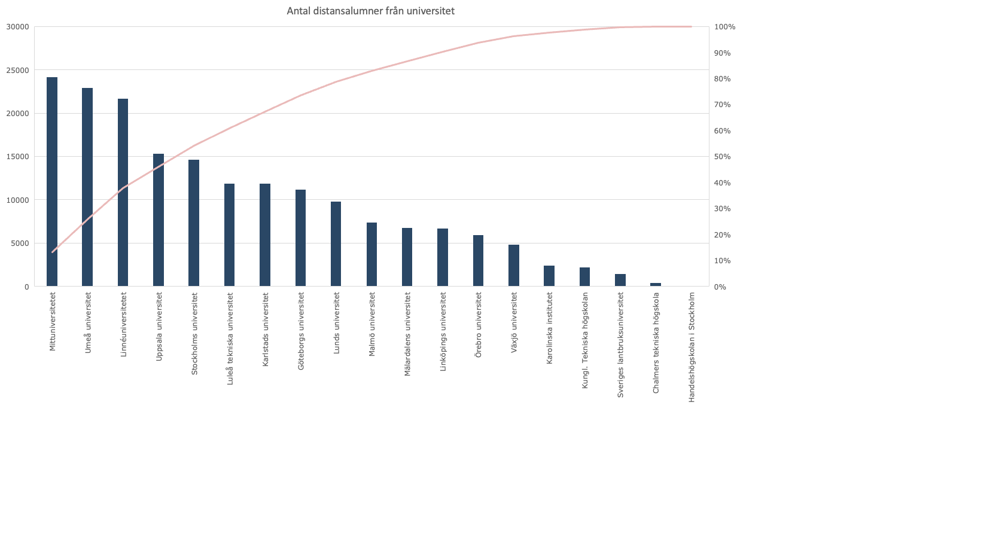 Antal distansalumner från universitet
30000
25000
20000
15000
10000
5000
0
100%
90%
80%
70%
60%
50%
40%
30%
20%
10%
0%
Mittuniversitetet
Umeå universitet
Linnéuniversitetet
Uppsala universitet
Stockholms universitet
Luleå tekniska universitet
Karlstads universitet
Göteborgs universitet
Lunds universitet
Malmö universitet
Mälardalens universitet
Linköpings universitet
Örebro universitet
Växjö universitet
Karolinska institutet
Kungl. Tekniska högskolan
Sveriges lantbruksuniversitet
Chalmers tekniska högskola
Handelshögskolan i Stockholm